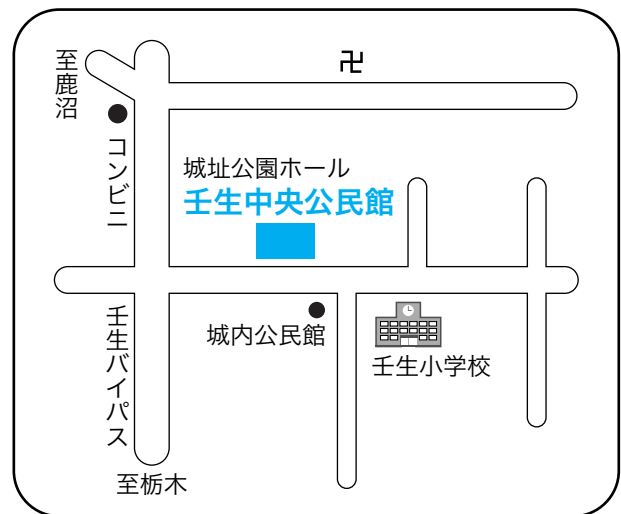 至鹿沼
卍
コンビニ
城址公園ホール
壬生中央公民館
壬生バイパス
城内公民館
壬生小学校
至栃木